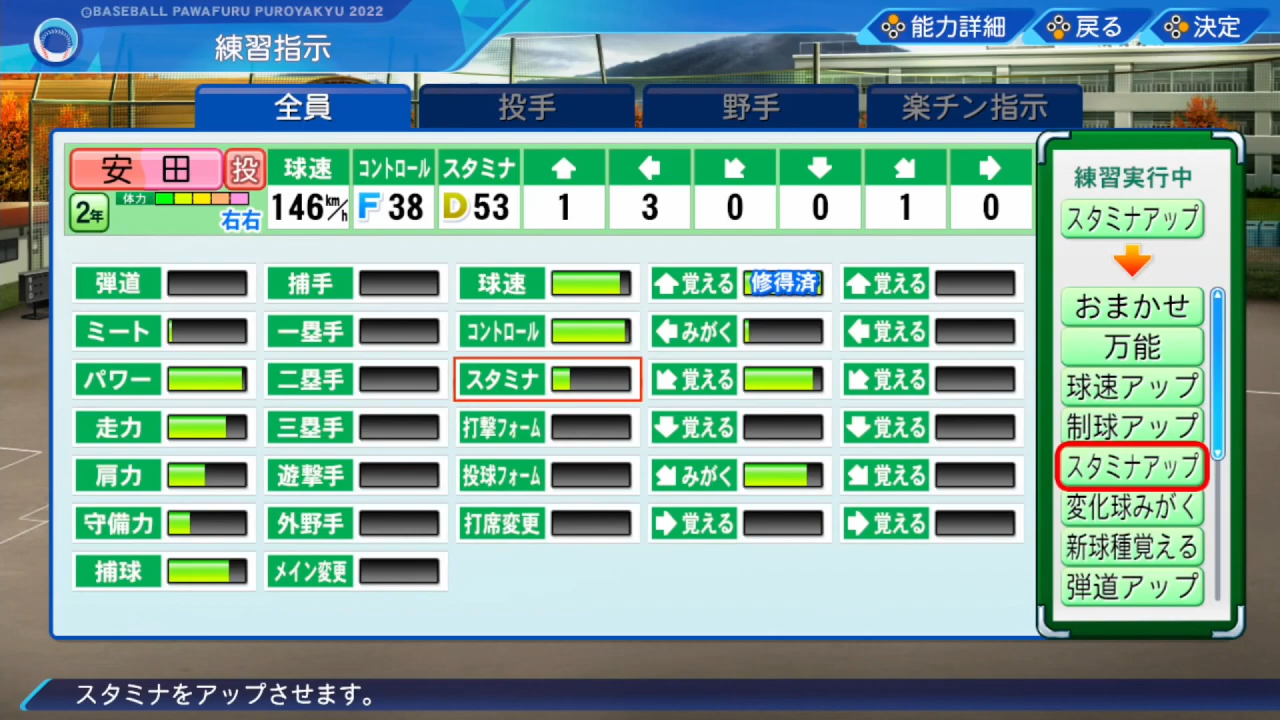 ©BASEBALL PAWAFURU PUROYAKYU 2022
練習指示
能力詳細 戻る 決定
全員 投手 野手 楽チン指示
安田 投 球速 コントロール スタミナ
2年 体力 右右 146km/h F 38 D 53 1 3 0 0 1 0
弾道 捕手 球速 覚える 修得済 覚える
ミート 一塁手 コントロール みがく 覚える
パワー 二塁手 スタミナ 覚える 覚える
走力 三塁手 打撃フォーム 覚える 覚える
肩力 遊撃手 投球フォーム みがく 覚える
守備力 外野手 打席変更 覚える 覚える
捕球 メイン変更
練習実行中
スタミナアップ
おまかせ
万能
球速アップ
制球アップ
スタミナアップ
変化球みがく
新球種覚える
弾道アップ
スタミナをアップさせます。